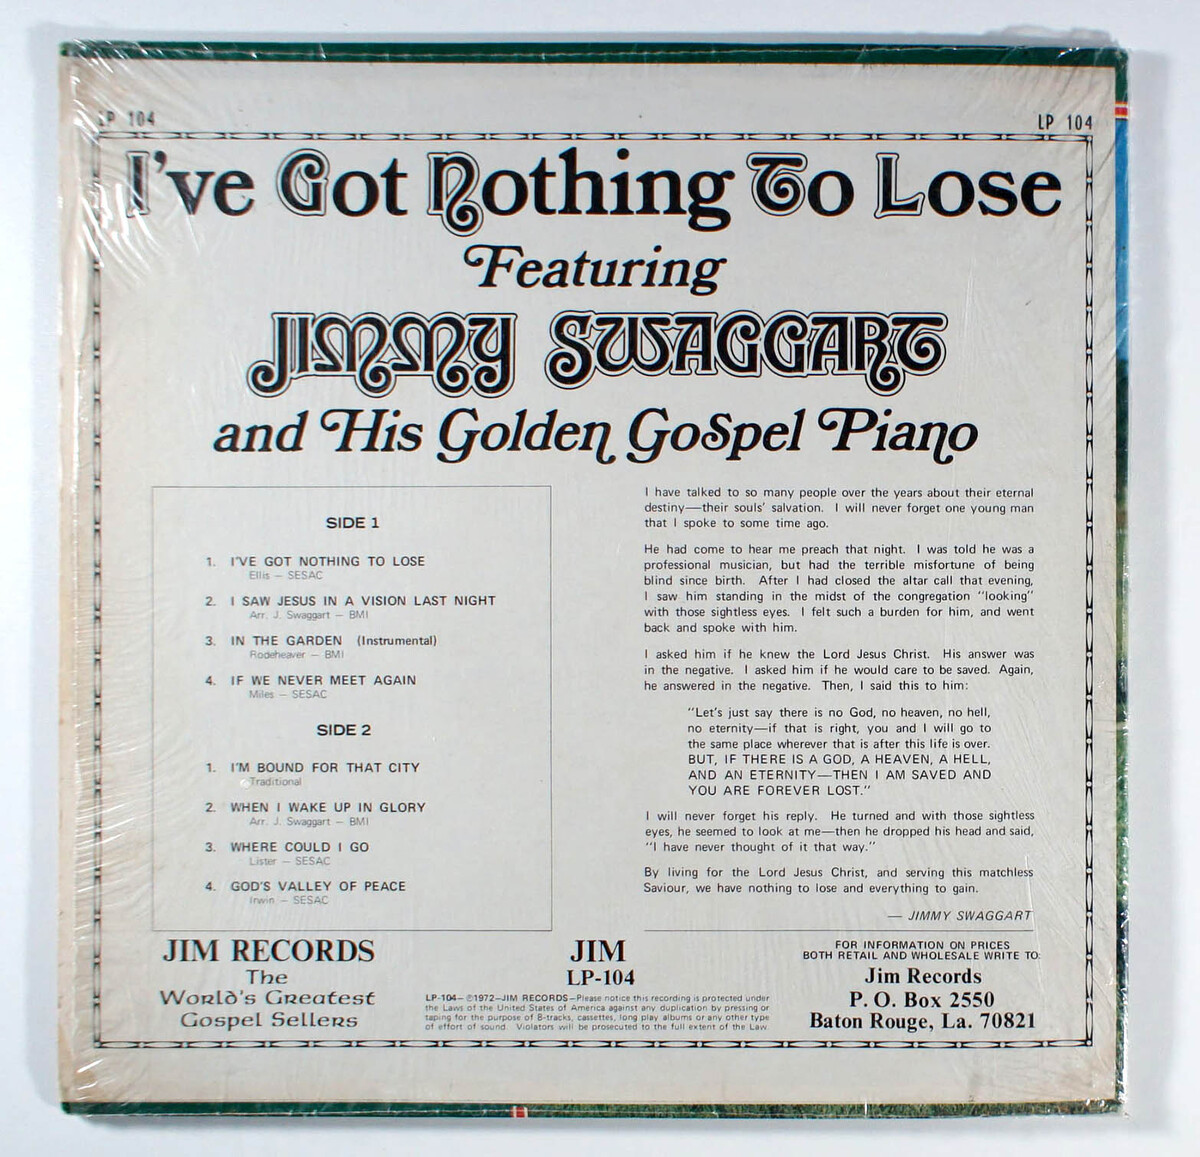 LP 104
LP 104
I've Got Nothing To Lose
Featuring
JIMMY SWAGGART
and His Golden Gospel Piano
SIDE 1
1. I'VE GOT NOTHING TO LOSE
Ellis — SESAC
2. I SAW JESUS IN A VISION LAST NIGHT
Arr. J. Swaggart — BMI
3. IN THE GARDEN (Instrumental)
Rodeheaver — BMI
4. IF WE NEVER MEET AGAIN
Miles — SESAC
SIDE 2
1. I'M BOUND FOR THAT CITY
Traditional
2. WHEN I WAKE UP IN GLORY
Arr. J. Swaggart — BMI
3. WHERE COULD I GO
Lister — SESAC
4. GOD'S VALLEY OF PEACE
Irwin — SESAC
I have talked to so many people over the years about their eternal
destiny—their souls' salvation. I will never forget one young man
that I spoke to some time ago.
He had come to hear me preach that night. I was told he was a
professional musician, but had the terrible misfortune of being
blind since birth. After I had closed the altar call that evening,
I saw him standing in the midst of the congregation "looking"
with those sightless eyes. I felt such a burden for him, and went
back and spoke with him.
I asked him if he knew the Lord Jesus Christ. His answer was
in the negative. I asked him if he would care to be saved. Again,
he answered in the negative. Then, I said this to him:
"Let's just say there is no God, no heaven, no hell,
no eternity—if that is right, you and I will go to
the same place wherever that is after this life is over.
BUT, IF THERE IS A GOD, A HEAVEN, A HELL,
AND AN ETERNITY—THEN I AM SAVED AND
YOU ARE FOREVER LOST."
I will never forget his reply. He turned and with those sightless
eyes, he seemed to look at me—then he dropped his head and said,
"I have never thought of it that way."
By living for the Lord Jesus Christ, and serving this matchless
Saviour, we have nothing to lose and everything to gain.
— JIMMY SWAGGART
JIM RECORDS
The
World's Greatest
Gospel Sellers
JIM
LP-104
LP-104—℗1972—JIM RECORDS—Please notice this recording is protected under
the Laws of the United States of America against any duplication by pressing or
taping for the purpose of 8-tracks, cassettes, long play albums or any other type
of effort of sound. Violators will be prosecuted to the full extent of the Law.
FOR INFORMATION ON PRICES
BOTH RETAIL AND WHOLESALE WRITE TO:
Jim Records
P. O. Box 2550
Baton Rouge, La. 70821